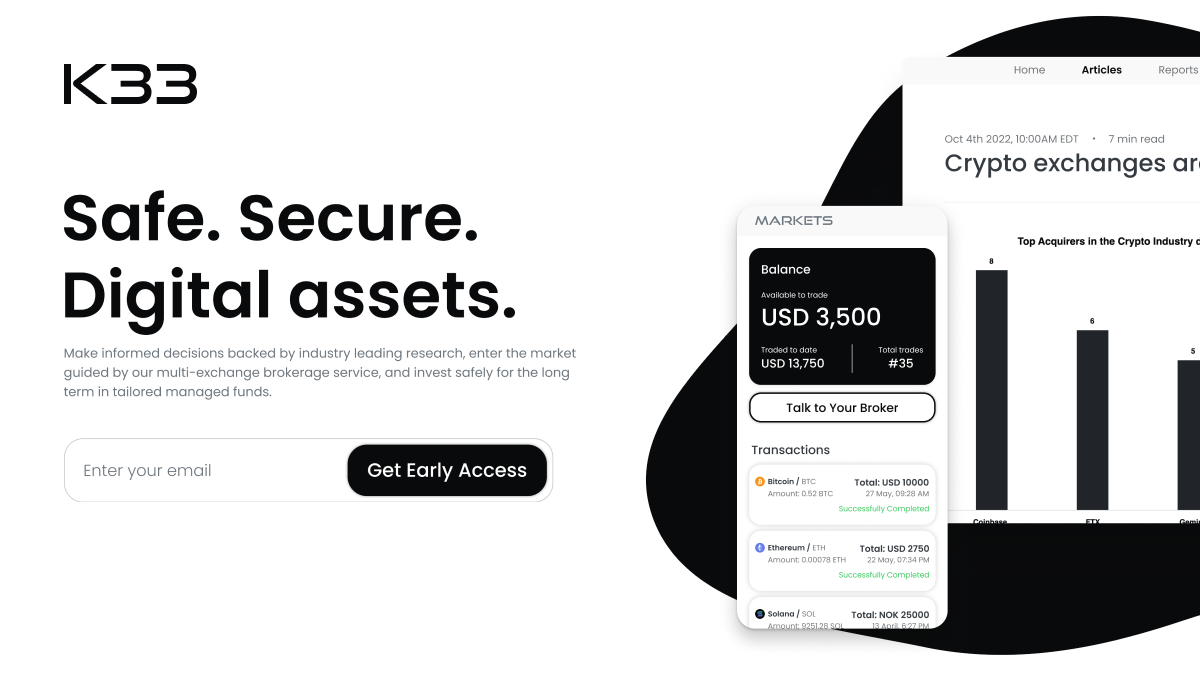 K33
Safe. Secure.
Digital assets.
Make informed decisions backed by industry leading research, enter the market
guided by our multi-exchange brokerage service, and invest safely for the long
term in tailored managed funds.
Enter your email
Get Early Access
Home Articles Reports
Oct 4th 2022, 10:00AM EDT • 7 min read
Crypto exchanges
Top Acquirers in the Crypto Industry
8
6
5
Coinbase FTX
MARKETS
Balance
Available to trade
USD 3,500
Traded to date Total trades
USD 13,750 #35
Talk to Your Broker
Transactions
Bitcoin / BTC Total: USD 10000
Amount: 0.52 BTC 27 May, 09:28 AM
Successfully Completed
Ethereum / ETH Total: USD 2750
Amount: 0.00078 ETH 22 May, 07:34 PM
Successfully Completed
Solana / SOL Total: NOK 25000
Amount: 9251.28 SOL 13 April, 6:27 PM